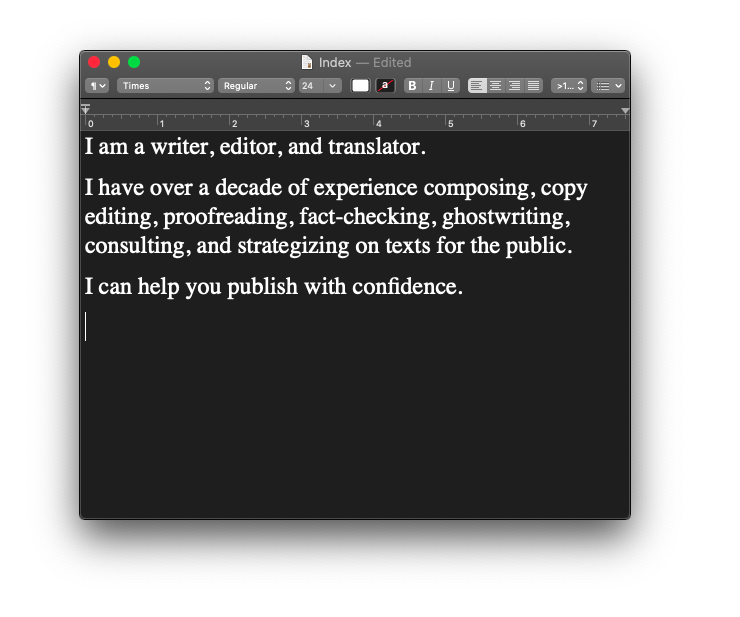 Index — Edited
¶ Times Regular 24 a B I U >1...
0 1 2 3 4 5 6 7
I am a writer, editor, and translator.
I have over a decade of experience composing, copy
editing, proofreading, fact-checking, ghostwriting,
consulting, and strategizing on texts for the public.
I can help you publish with confidence.